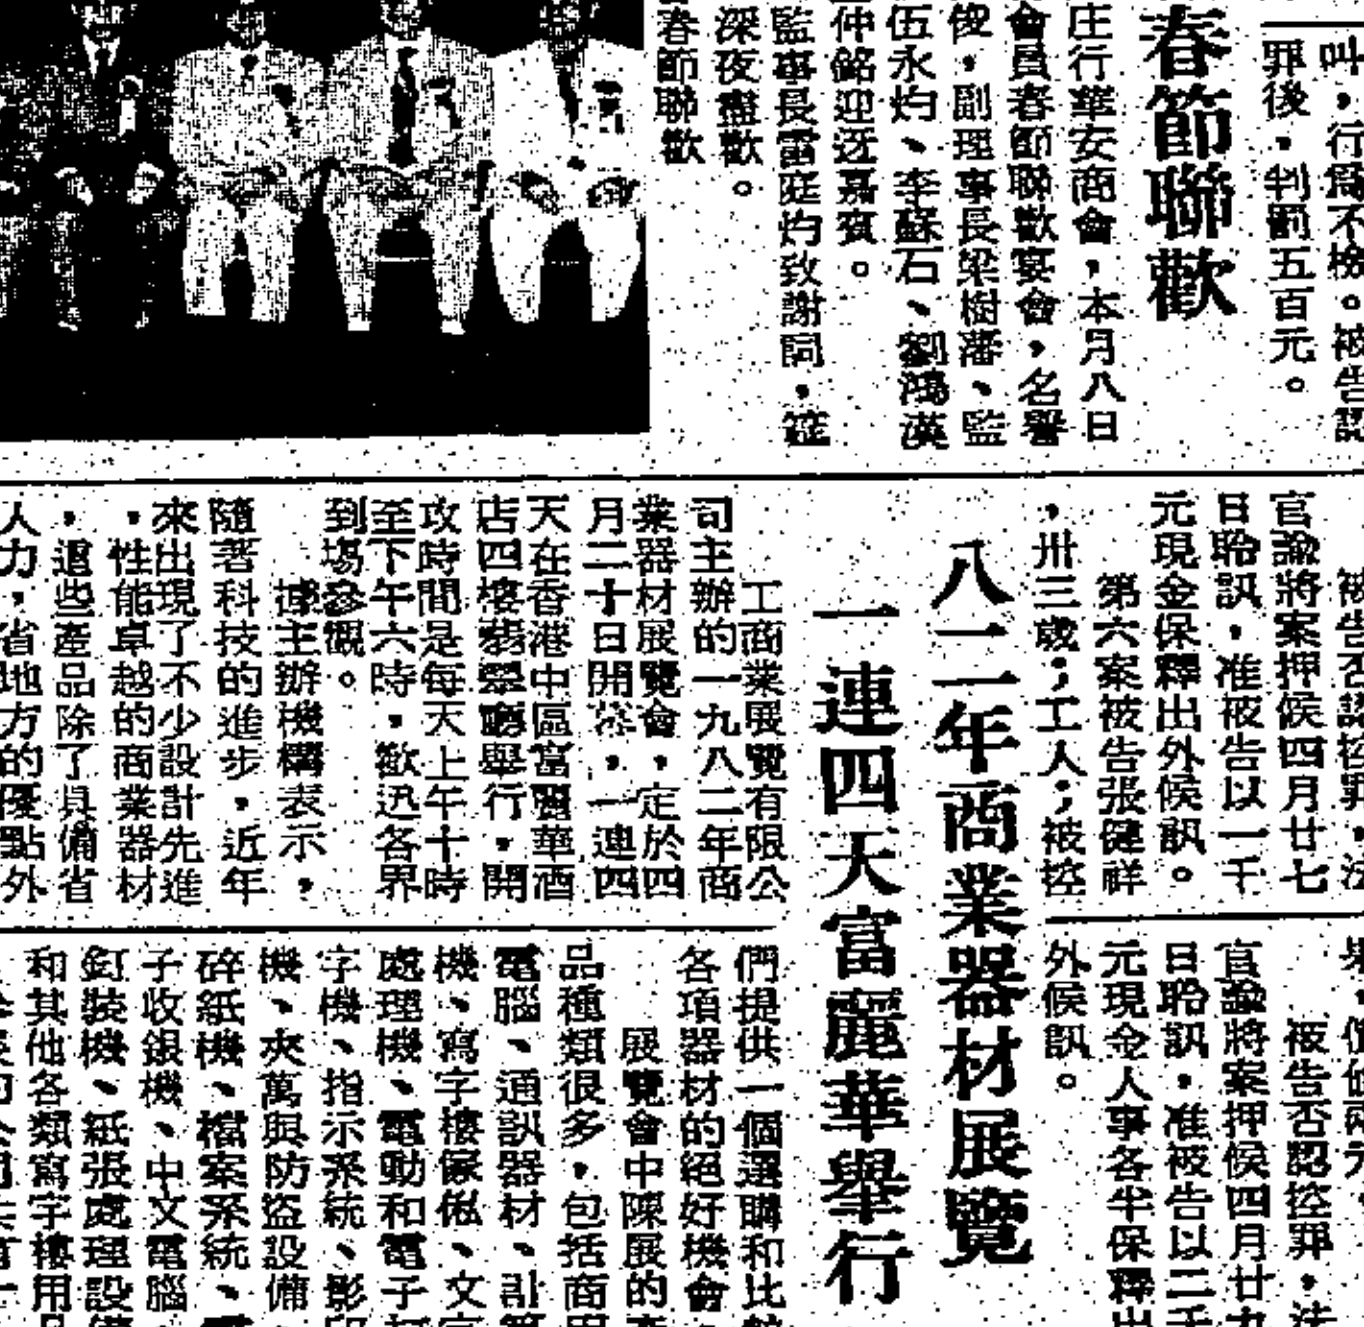 叫，行爲不檢。被告認
罪後，判罰五百元。
春節聯歡
庄行華安商會，本月八日
會員春節聯歡宴會，名譽
俊，副理事長梁樹藩、監
伍永灼、李蘇石、劉鴻漢
仲銘迎迓嘉賓。
監事長雷庭灼致謝詞，筵
深夜盡歡。
春節聯歡
被告否認控罪，法
官諭將案押候四月廿七
日聆訊，准被告以一千
元現金保釋出外候訊。
第六案被告張健祥
，卅三歲；工人；被控
被告否認控罪，法
官諭將案押候四月廿九
日聆訊，准被告以二千
元現金人事各半保釋出
外候訊。
八二年商業器材展覽
一連四天富麗華舉行
工商業展覽有限公
司主辦的一九八二年商
業器材展覽會，定於四
月二十日開幕，一連四
天在香港中區富麗華酒
店四樓翡翠廳舉行，開
攻時間是每天上午十時
至下午六時，歡迅各界
到場參觀。
據主辦機構表示，
隨著科技的進步，近年
來出現了不少設計先進
，性能卓越的商業器材
，這些產品除了具備省
人力，省地方的優點外
們提供一個選購和比較
各項器材的絕好機會
展覽會中陳展的產
品種類很多，包括商用
電腦、通訊器材、計算
機、寫字樓傢俬、文字
處理機、電動和電子打
字機、指示系統、影印
機、夾萬與防盜設備
碎紙機、檔案系統、電
子收銀機、中文電腦
釘裝機、紙張處理設備
和其他各類寫字樓用品